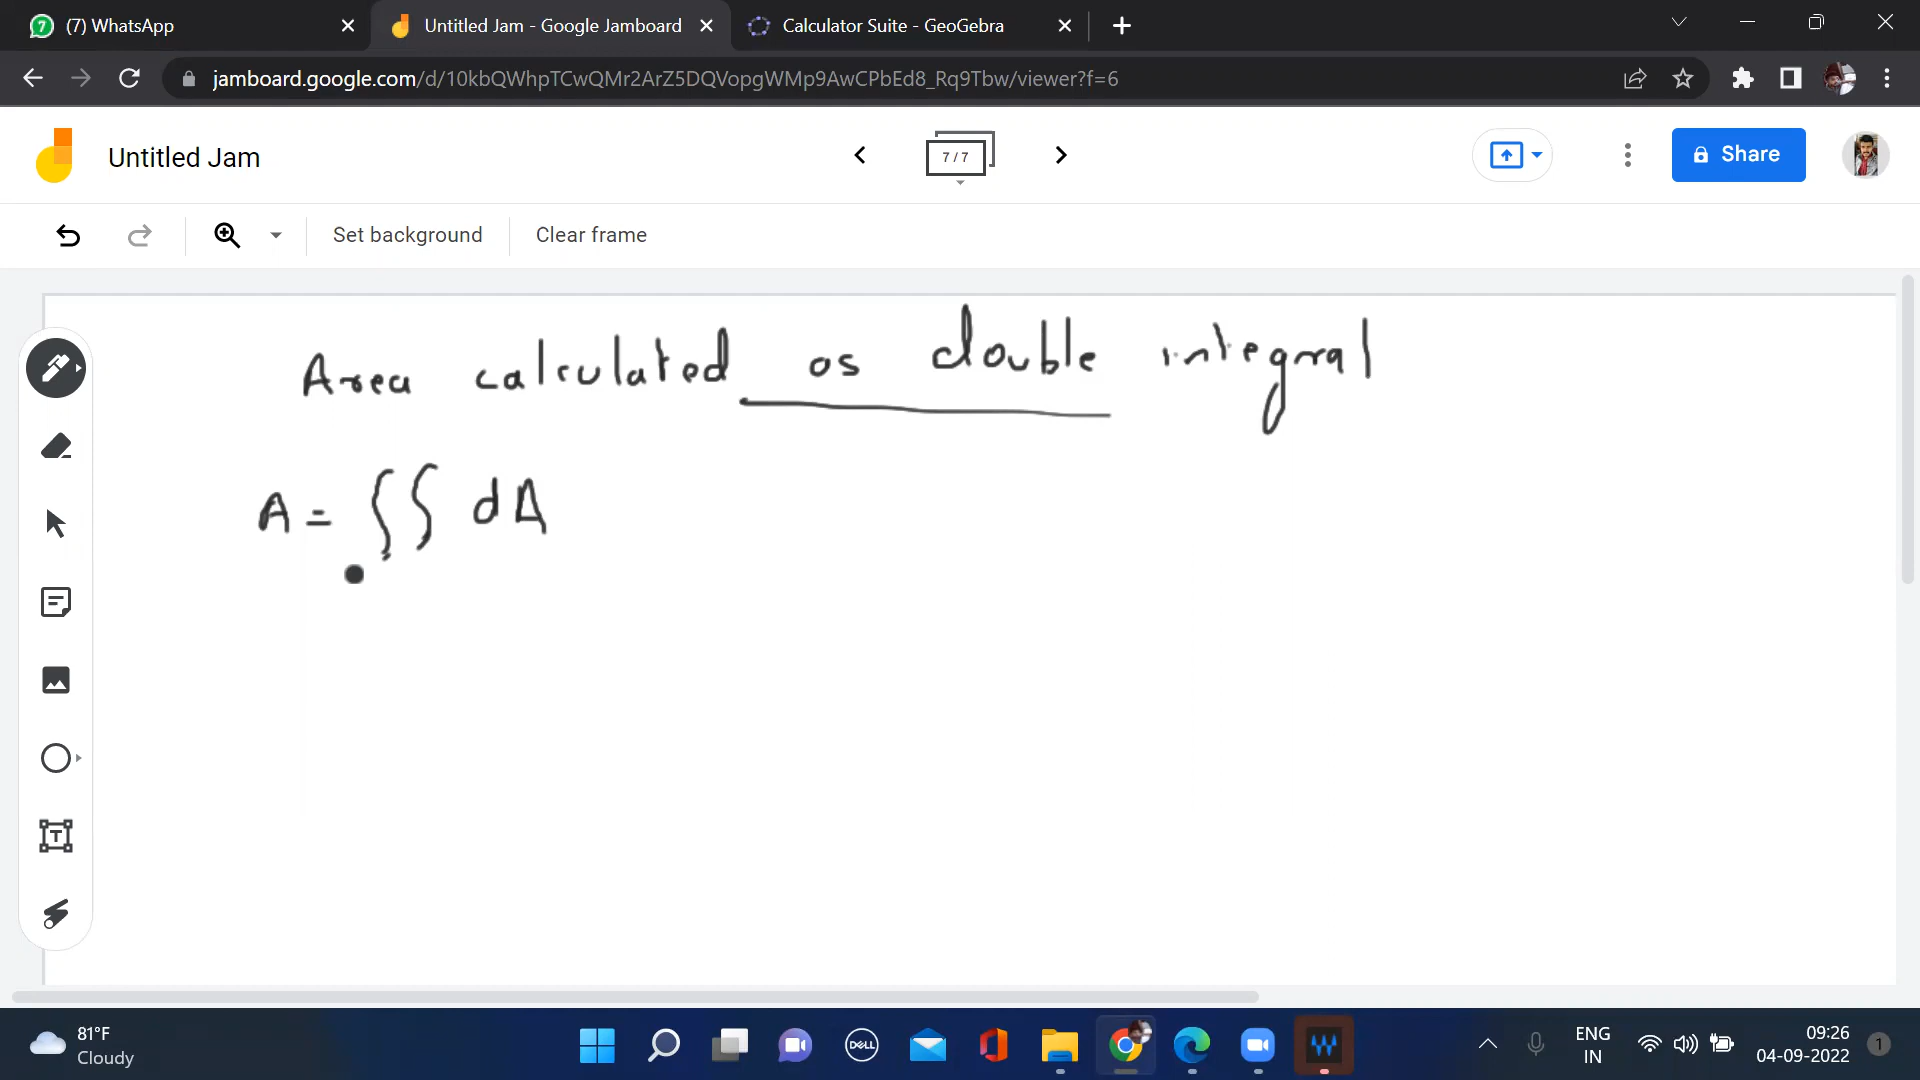 (7) WhatsApp
Untitled Jam - Google Jamboard
Calculator Suite - GeoGebra
jamboard.google.com/d/10kbQWhpTCwQMr2ArZ5DQVopgWMp9AwCPbEd8_Rq9Tbw/viewer?f=6
Untitled Jam
7 / 7
Share
Set background
Clear frame
Area calculated as double integral
A = ∫∫ dA
81°F
Cloudy
DELL
ENG
IN
09:26
04-09-2022
1